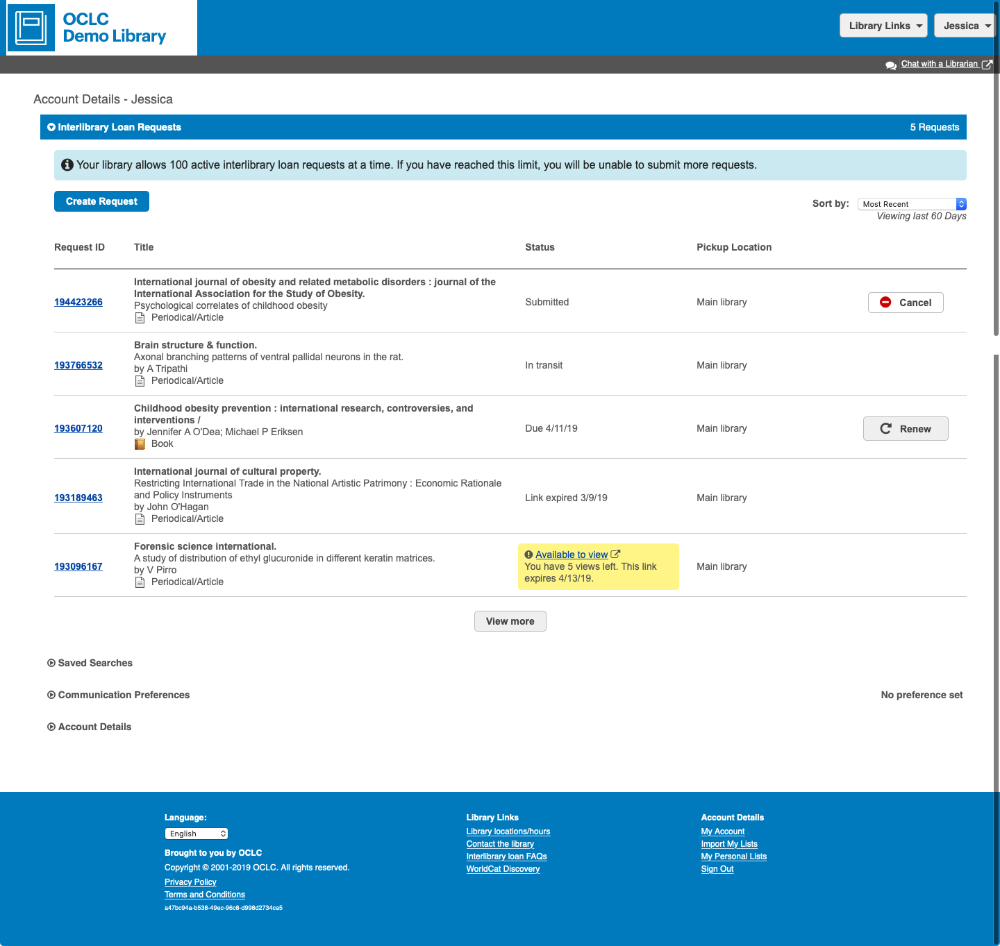 OCLC
Demo Library
Library Links
Jessica
Chat with a Librarian
Account Details - Jessica
Interlibrary Loan Requests
5 Requests
Your library allows 100 active interlibrary loan requests at a time. If you have reached this limit, you will be unable to submit more requests.
Create Request
Sort by:
Most Recent
Viewing last 60 Days
Request ID
Title
Status
Pickup Location
194423266
International journal of obesity and related metabolic disorders : journal of the
International Association for the Study of Obesity.
Psychological correlates of childhood obesity
Periodical/Article
Submitted
Main library
Cancel
193766532
Brain structure & function.
Axonal branching patterns of ventral pallidal neurons in the rat.
by A Tripathi
Periodical/Article
In transit
Main library
193607120
Childhood obesity prevention : international research, controversies, and
interventions /
by Jennifer A O'Dea; Michael P Eriksen
Book
Due 4/11/19
Main library
Renew
193189463
International journal of cultural property.
Restricting International Trade in the National Artistic Patrimony : Economic Rationale
and Policy Instruments
by John O'Hagan
Periodical/Article
Link expired 3/9/19
Main library
193096167
Forensic science international.
A study of distribution of ethyl glucuronide in different keratin matrices.
by V Pirro
Periodical/Article
Available to view
You have 5 views left. This link
expires 4/13/19.
Main library
View more
Saved Searches
Communication Preferences
No preference set
Account Details
Language:
English
Brought to you by OCLC
Copyright © 2001-2019 OCLC. All rights reserved.
Privacy Policy
Terms and Conditions
a47bc94a-b538-49ec-96c8-d998d2734ca5
Library Links
Library locations/hours
Contact the library
Interlibrary loan FAQs
WorldCat Discovery
Account Details
My Account
Import My Lists
My Personal Lists
Sign Out